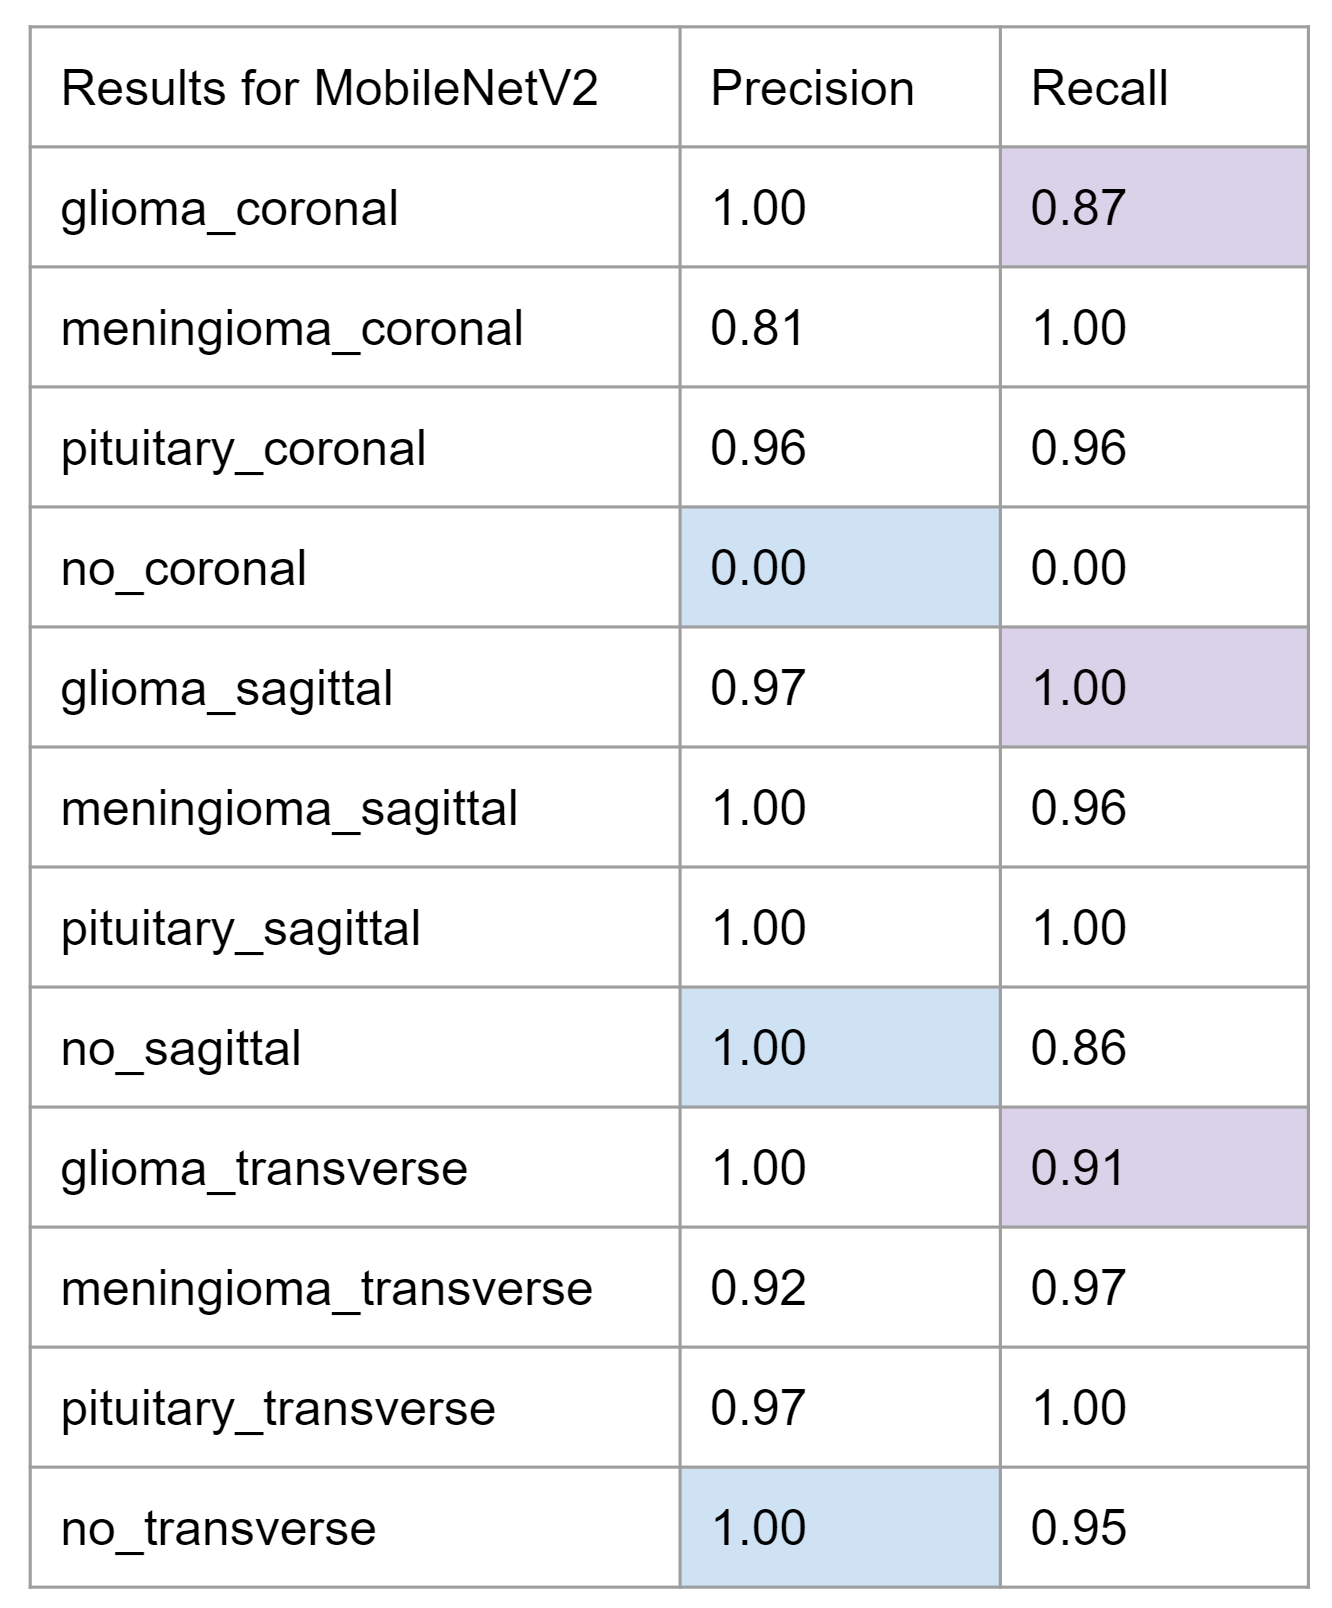 Results for MobileNetV2 Precision Recall
glioma_coronal 1.00 0.87
meningioma_coronal 0.81 1.00
pituitary_coronal 0.96 0.96
no_coronal 0.00 0.00
glioma_sagittal 0.97 1.00
meningioma_sagittal 1.00 0.96
pituitary_sagittal 1.00 1.00
no_sagittal 1.00 0.86
glioma_transverse 1.00 0.91
meningioma_transverse 0.92 0.97
pituitary_transverse 0.97 1.00
no_transverse 1.00 0.95